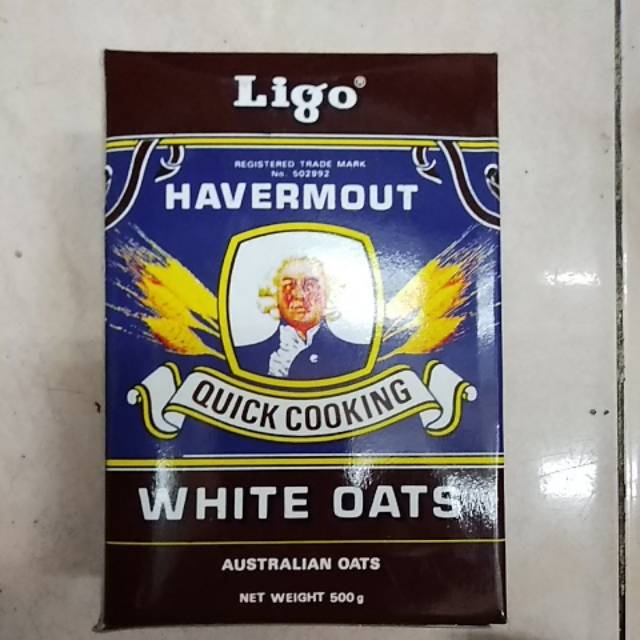 Ligo®
REGISTERED TRADE MARK
No. 502992
HAVERMOUT
QUICK COOKING
WHITE OATS
AUSTRALIAN OATS
NET WEIGHT 500g